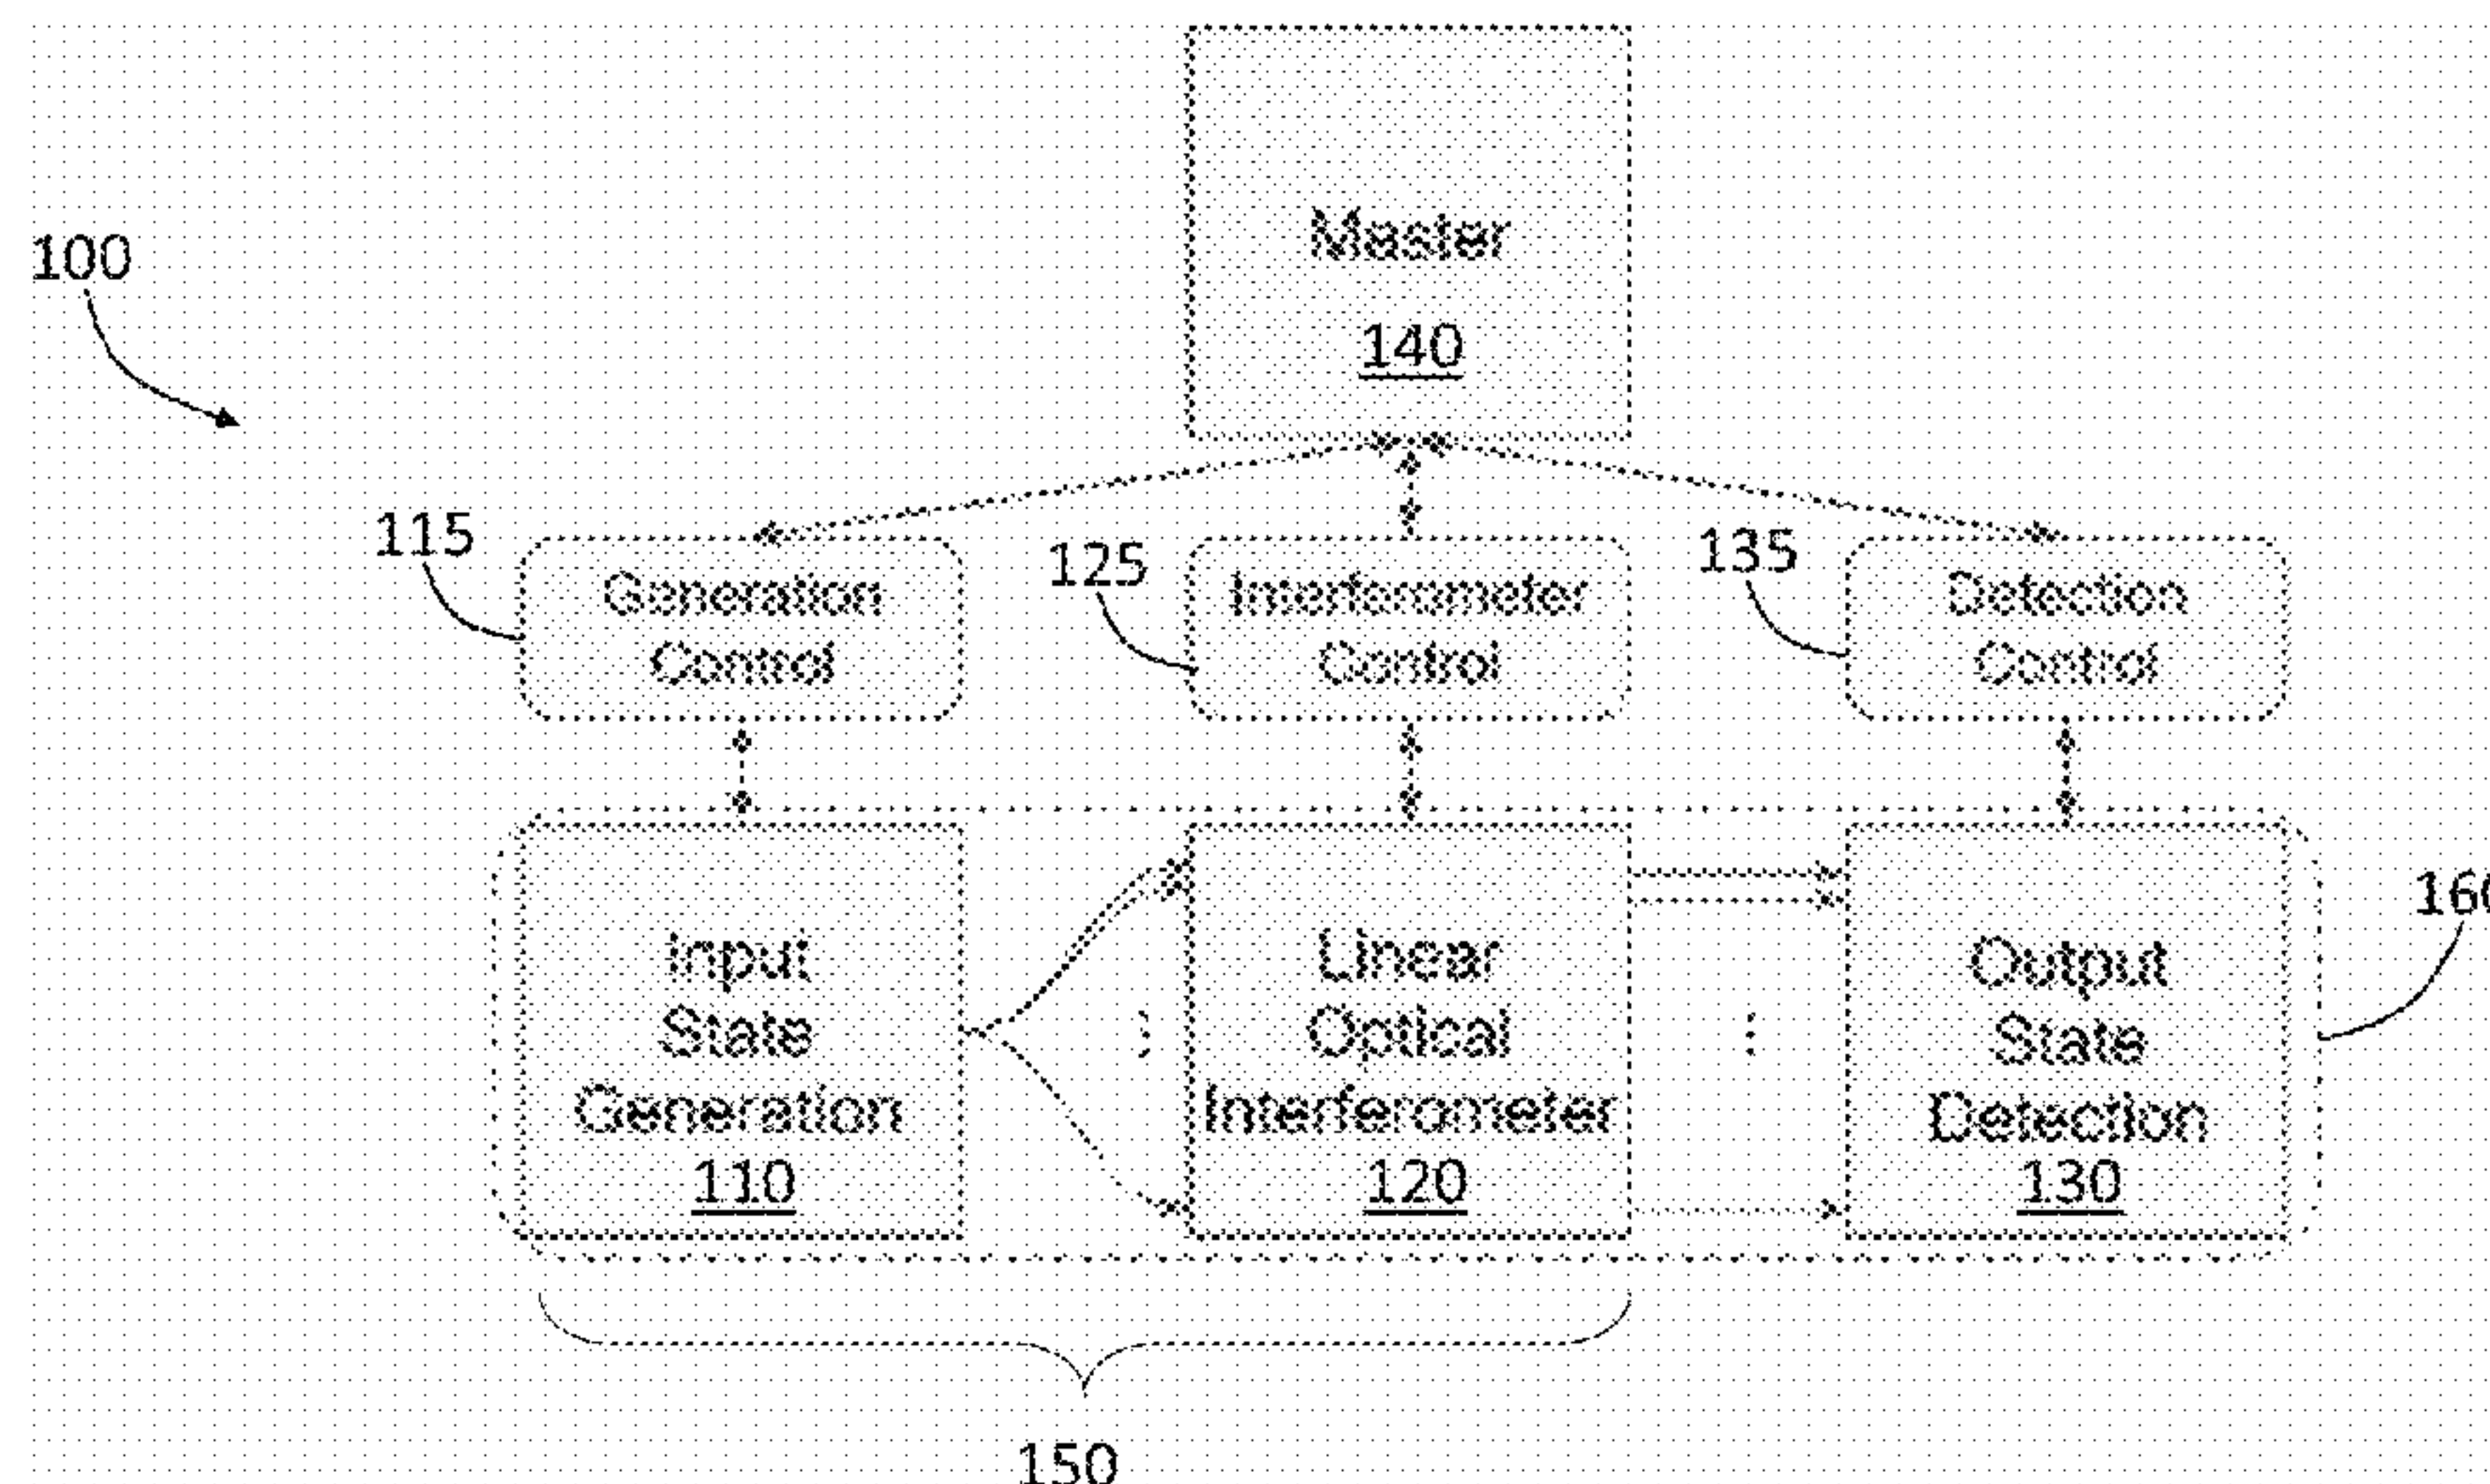 Master
140
100
115
Generation
Control
125
Interferometer
Control
135
Detection
Control
160
Input
State
Generation
110
Linear
Optical
Interferometer
120
Output
State
Detection
130
150